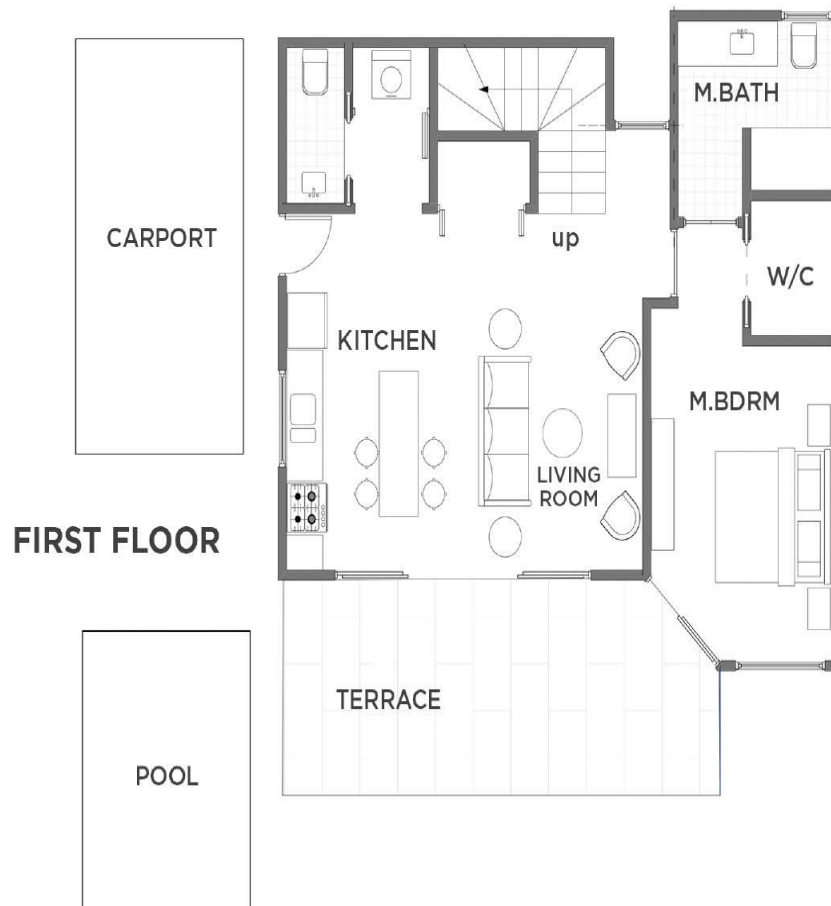 M.BATH
CARPORT
up
W/C
KITCHEN
M.BDRM
LIVING
ROOM
FIRST FLOOR
TERRACE
POOL